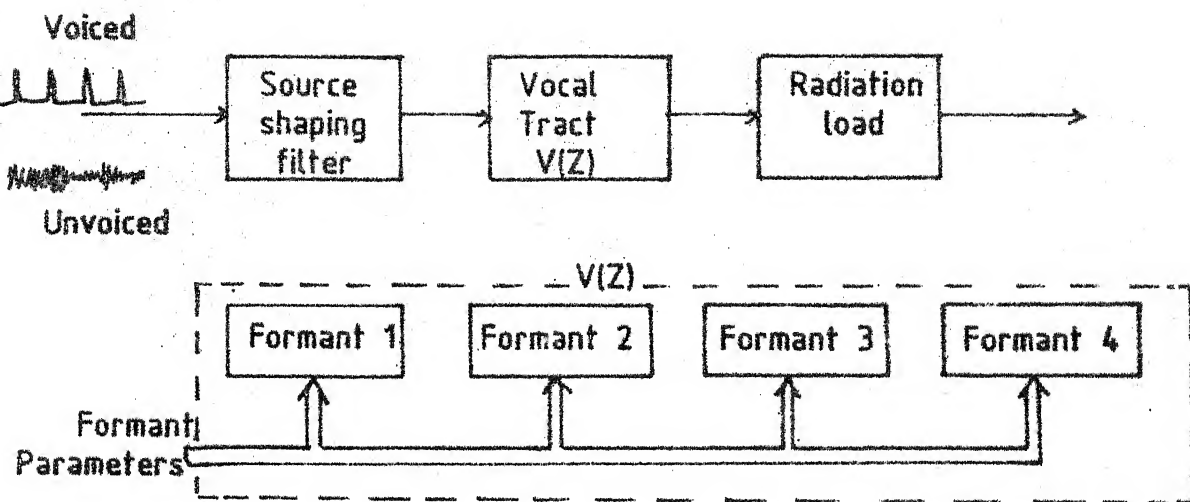 Voiced
Source
shaping
filter
Vocal
Tract
V(Z)
Radiation
load
Unvoiced
V(Z)
Formant 1
Formant 2
Formant 3
Formant 4
Formant
Parameters